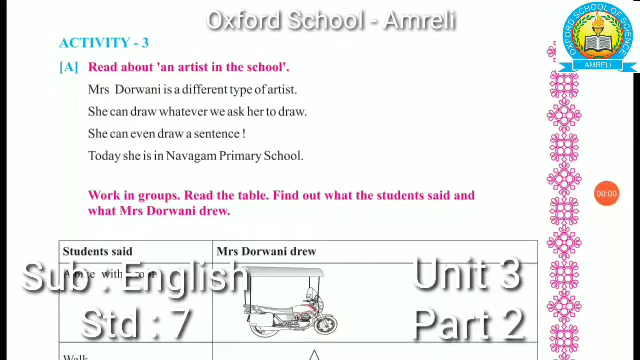 Oxford School - Amreli
OXFORD SCHOOL OF SCIENCE
AMRELI
ACTIVITY - 3
[A] Read about 'an artist in the school'.
Mrs Dorwani is a different type of artist.
She can draw whatever we ask her to draw.
She can even draw a sentence !
Today she is in Navagam Primary School.
00:00
Work in groups. Read the table. Find out what the students said and
what Mrs Dorwani drew.
Students said Mrs Dorwani drew
with
Sub : English Unit 3
Std : 7 Part 2
Walk